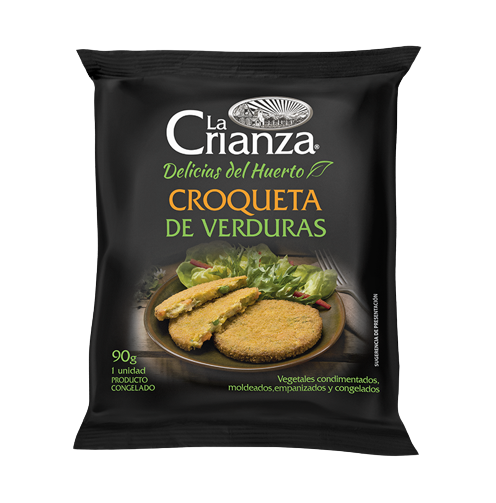 La
Crianza®
Delicias del Huerto
CROQUETA
DE VERDURAS
SUGERENCIA DE PRESENTACIÓN
90g
1 unidad
PRODUCTO
CONGELADO
Vegetales condimentados,
moldeados,empanizados y congelados